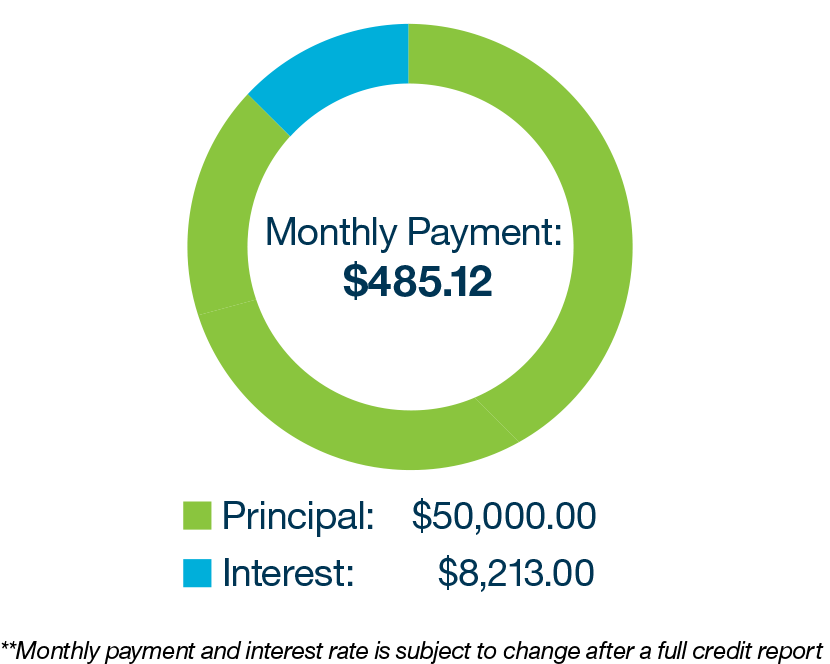 Monthly Payment:
$485.12
Principal: $50,000.00
Interest: $8,213.00
**Monthly payment and interest rate is subject to change after a full credit report